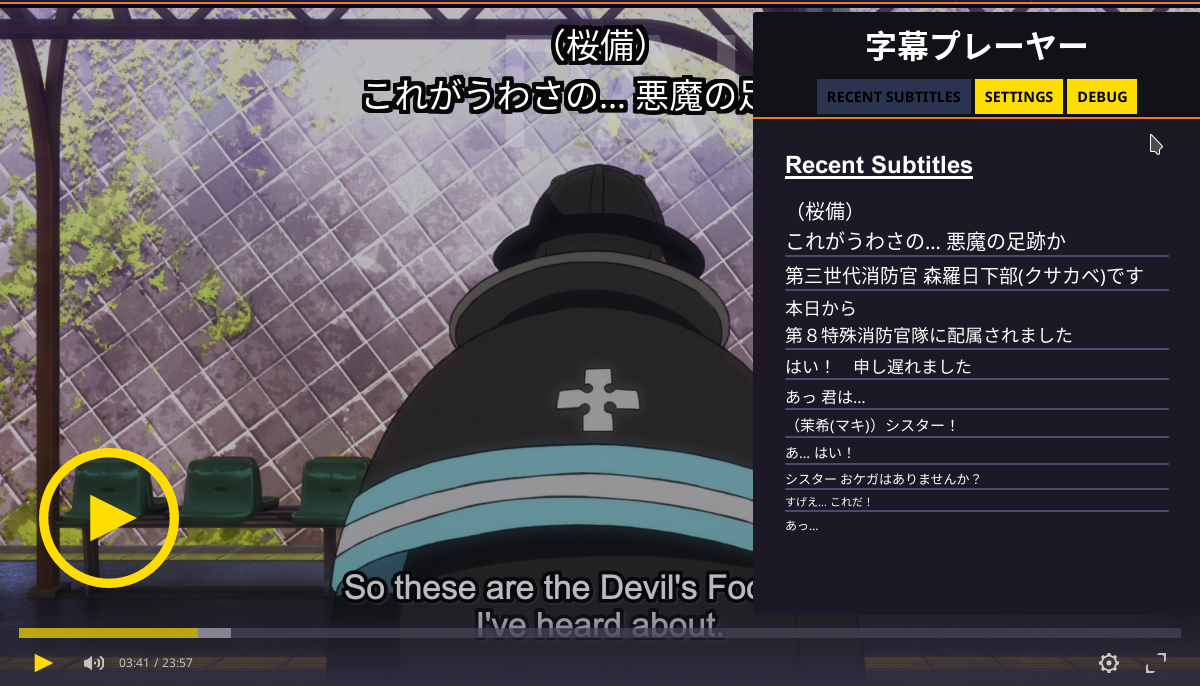 （桜備）
これがうわさの… 悪魔の足
字幕プレーヤー
RECENT SUBTITLES
SETTINGS
DEBUG
Recent Subtitles
（桜備）
これがうわさの… 悪魔の足跡か
第三世代消防官 森羅日下部(クサカベ)です
本日から
第８特殊消防官隊に配属されました
はい！　申し遅れました
あっ 君は…
（茉希(マキ)）シスター！
あ… はい！
シスター おケガはありませんか？
すげえ… これだ！
あっ…
So these are the Devil's Foo
I've heard about.
03:41 / 23:57